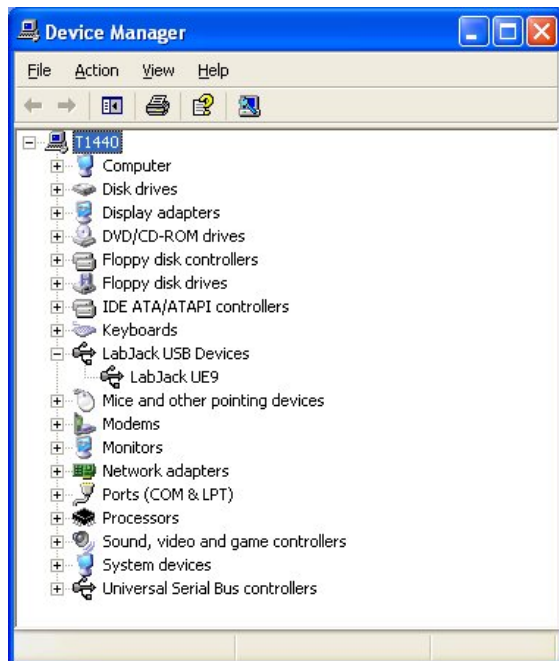 Device Manager
File Action View Help
T1440
Computer
Disk drives
Display adapters
DVD/CD-ROM drives
Floppy disk controllers
Floppy disk drives
IDE ATA/ATAPI controllers
Keyboards
LabJack USB Devices
LabJack UE9
Mice and other pointing devices
Modems
Monitors
Network adapters
Ports (COM & LPT)
Processors
Sound, video and game controllers
System devices
Universal Serial Bus controllers